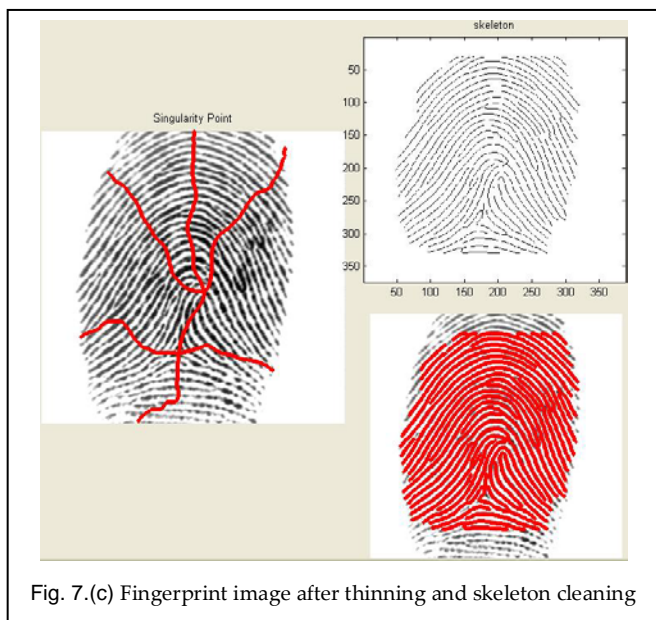 skeleton
Singularity Point
50
100
150
200
250
300
350
50 100 150 200 250 300 350
Fig. 7.(c) Fingerprint image after thinning and skeleton cleaning